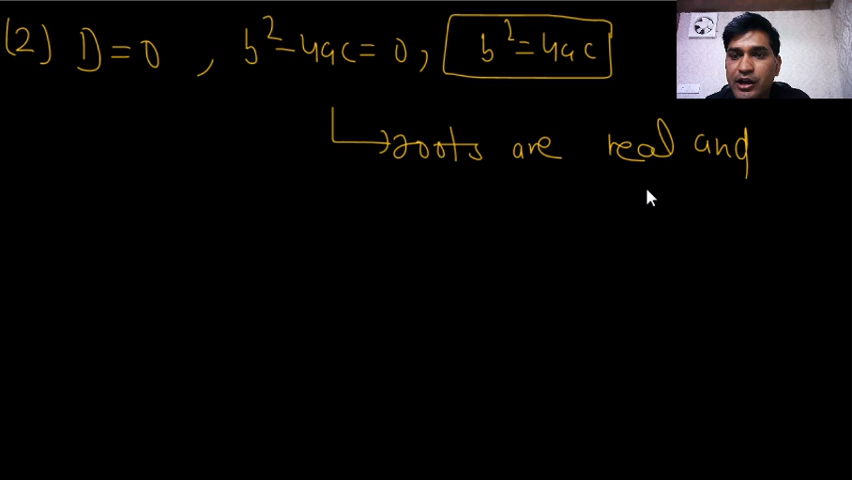 (2) D = 0 , b²-4ac = 0, b² = 4ac
roots are real and